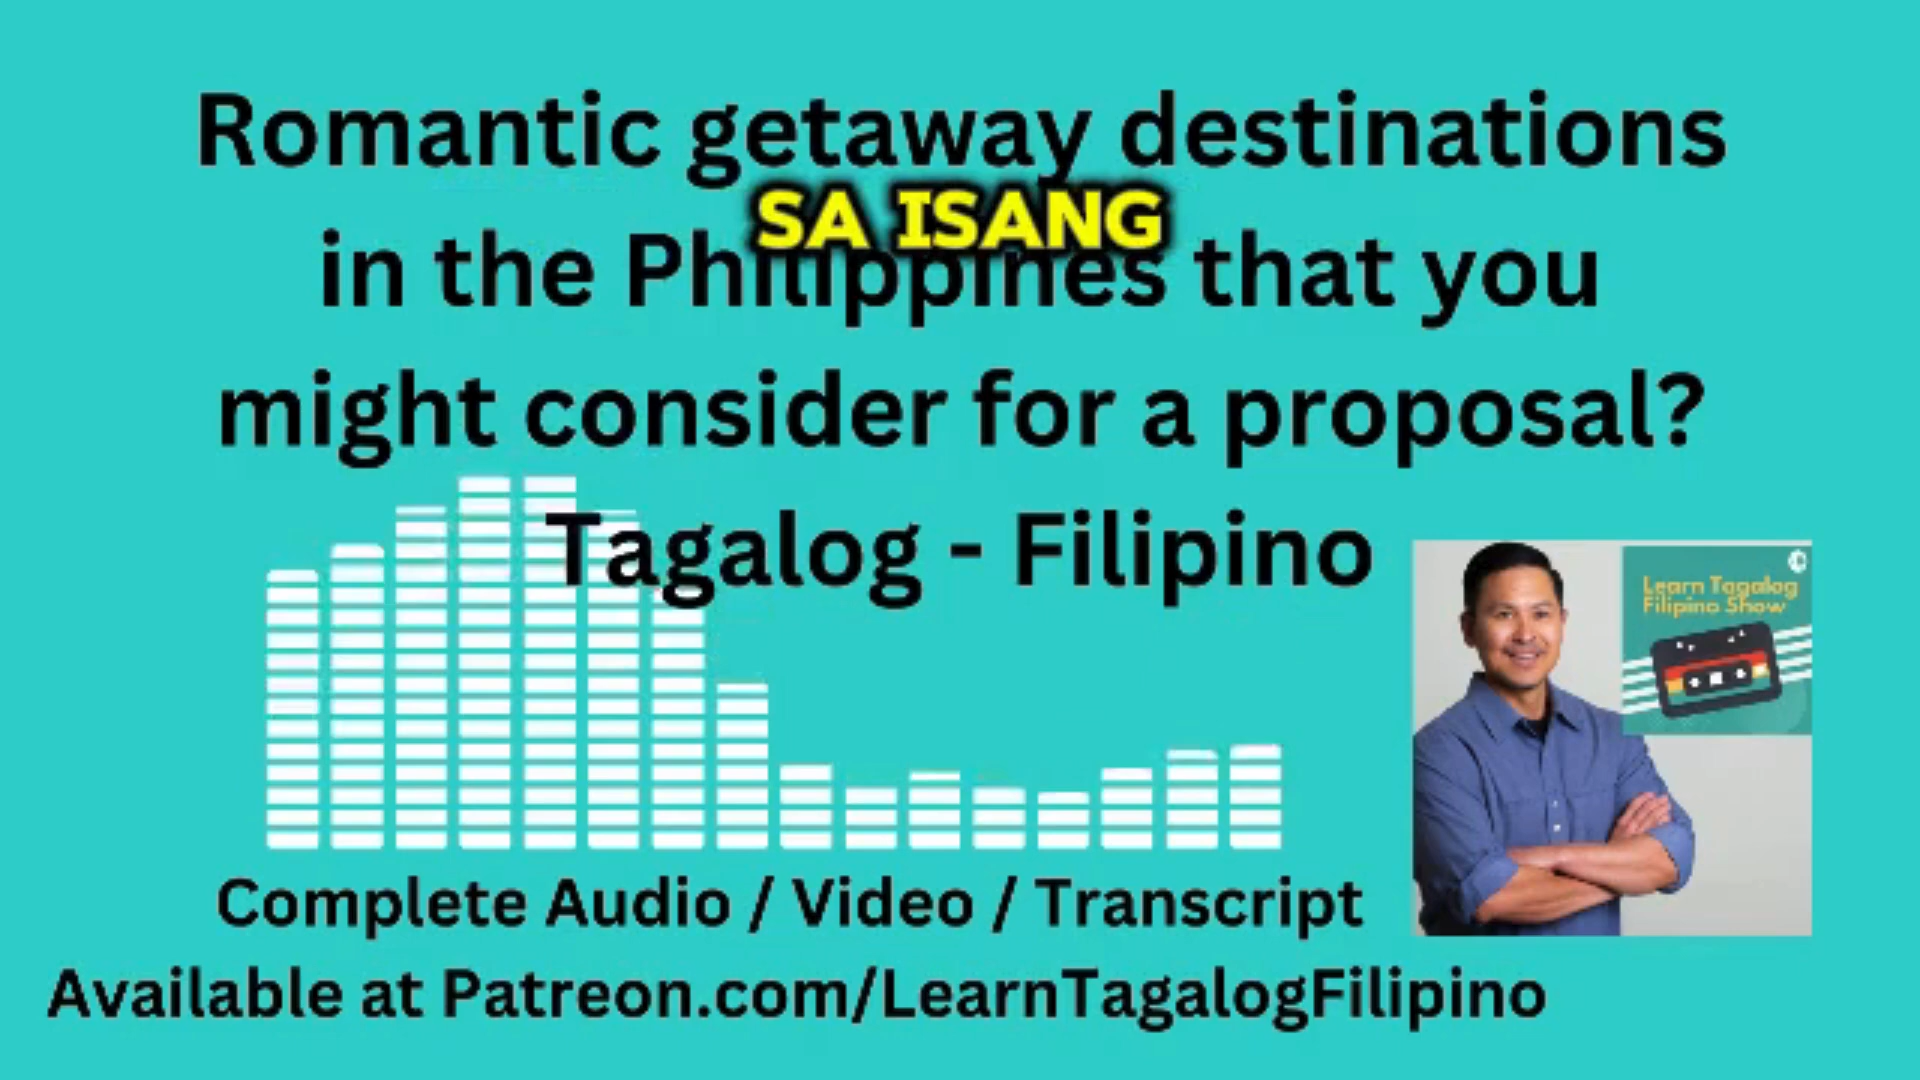 Romantic getaway destinations
SA ISANG
in the Philippines that you
might consider for a proposal?
Tagalog - Filipino
Learn Tagalog
Filipino Show
Complete Audio / Video / Transcript
Available at Patreon.com/LearnTagalogFilipino